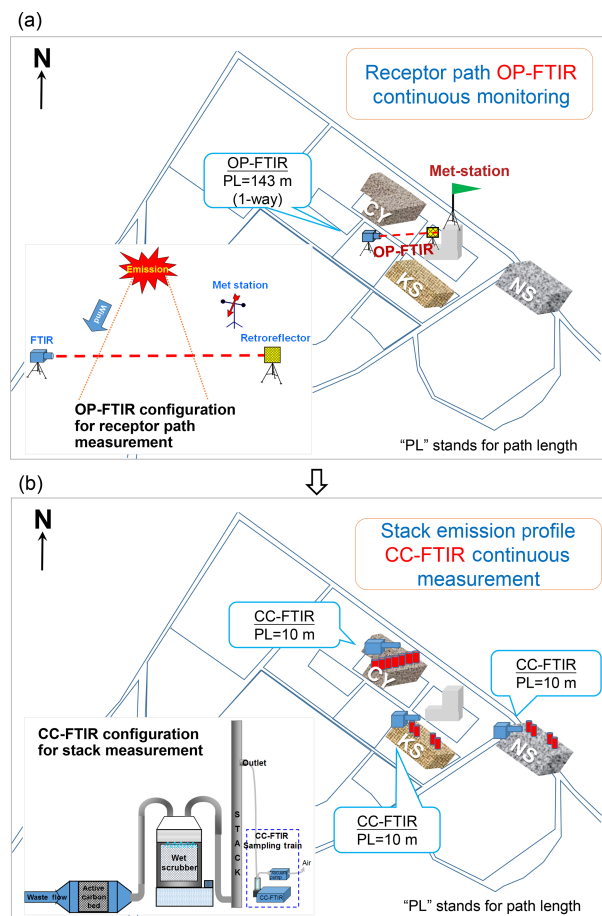 (a)
N
Receptor path OP-FTIR
continuous monitoring
OP-FTIR
PL=143 m
(1-way)
Met-station
CY
OP-FTIR
KS
NS
Emission
Met station
Wind
FTIR
Retroreflector
OP-FTIR configuration
for receptor path
measurement
“PL” stands for path length
(b)
N
Stack emission profile
CC-FTIR continuous
measurement
CC-FTIR
PL=10 m
CC-FTIR
PL=10 m
CY
KS
NS
CC-FTIR
PL=10 m
CC-FTIR configuration
for stack measurement
Outlet
STACK
CC-FTIR
Sampling train
Air
CC-FTIR
Wet
scrubber
Waste flow
Active
carbon
bed
“PL” stands for path length